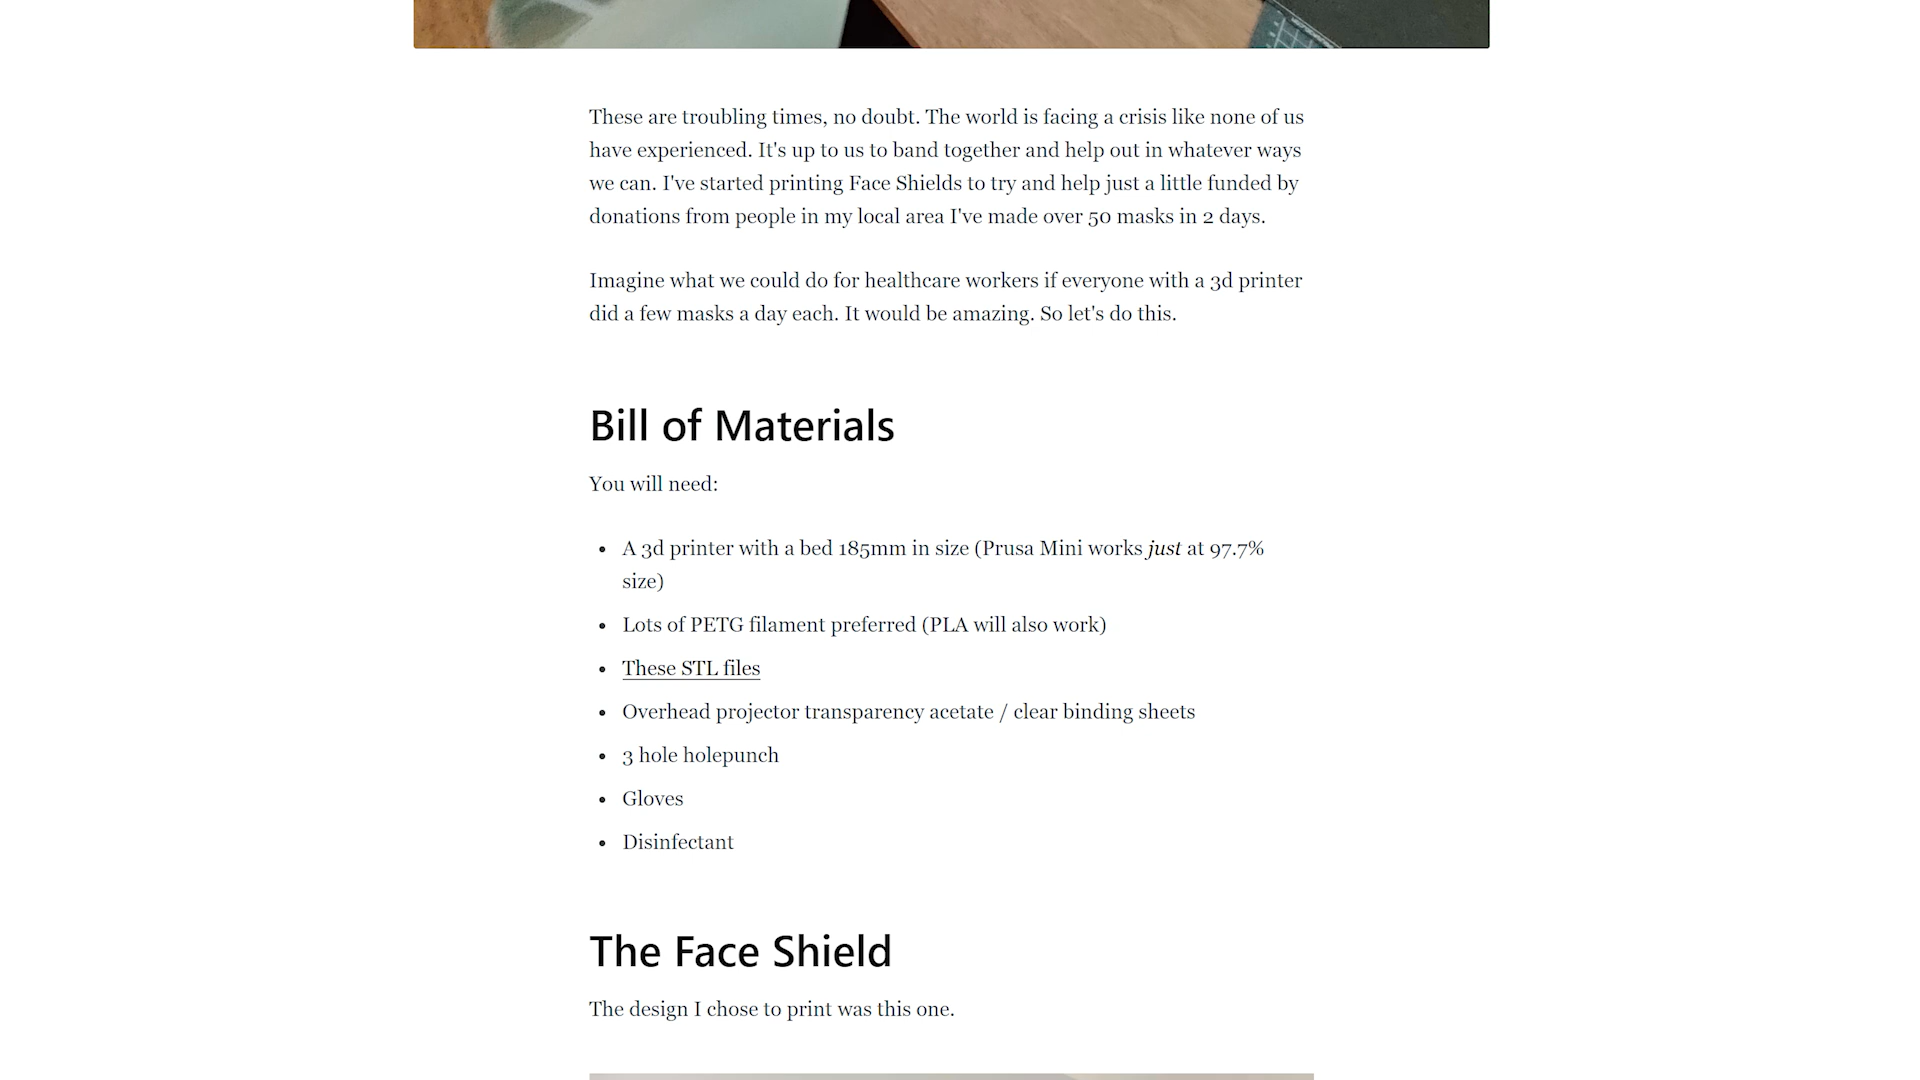 These are troubling times, no doubt. The world is facing a crisis like none of us
have experienced. It's up to us to band together and help out in whatever ways
we can. I've started printing Face Shields to try and help just a little funded by
donations from people in my local area I've made over 50 masks in 2 days.
Imagine what we could do for healthcare workers if everyone with a 3d printer
did a few masks a day each. It would be amazing. So let's do this.
Bill of Materials
You will need:
• A 3d printer with a bed 185mm in size (Prusa Mini works just at 97.7%
size)
• Lots of PETG filament preferred (PLA will also work)
• These STL files
• Overhead projector transparency acetate / clear binding sheets
• 3 hole holepunch
• Gloves
• Disinfectant
The Face Shield
The design I chose to print was this one.